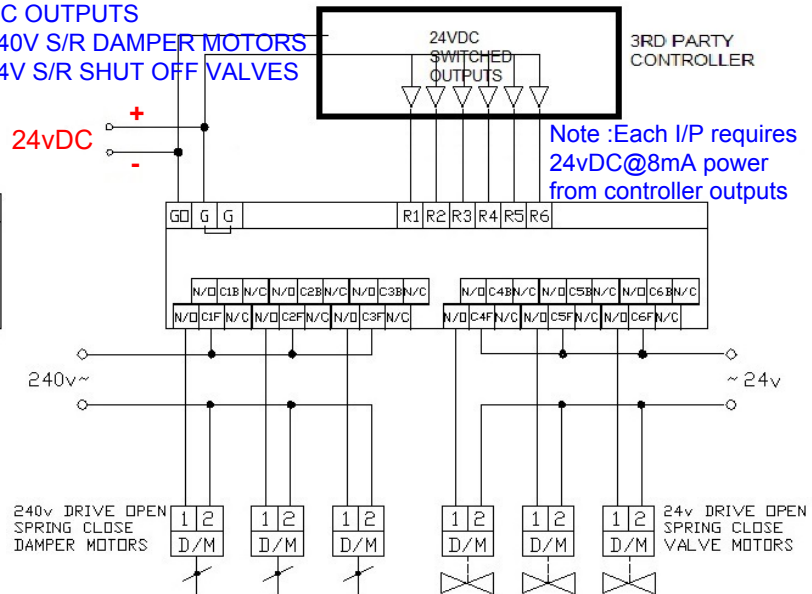 C OUTPUTS
40V S/R DAMPER MOTORS
4V S/R SHUT OFF VALVES
24VDC
SWITCHED
OUTPUTS
3RD PARTY
CONTROLLER
+
24vDC
-
Note :Each I/P requires
24vDC@8mA power
from controller outputs
G0 G G R1 R2 R3 R4 R5 R6
N/O C1B N/C N/O C2B N/C N/O C3B N/C N/O C4B N/C N/O C5B N/C N/O C6B N/C
N/O C1F N/C N/O C2F N/C N/O C3F N/C N/O C4F N/C N/O C5F N/C N/O C6F N/C
240v~ ~ 24v
240v DRIVE OPEN
SPRING CLOSE
DAMPER MOTORS
1 2 1 2 1 2 1 2 1 2 1 2
D/M D/M D/M D/M D/M D/M
24v DRIVE OPEN
SPRING CLOSE
VALVE MOTORS